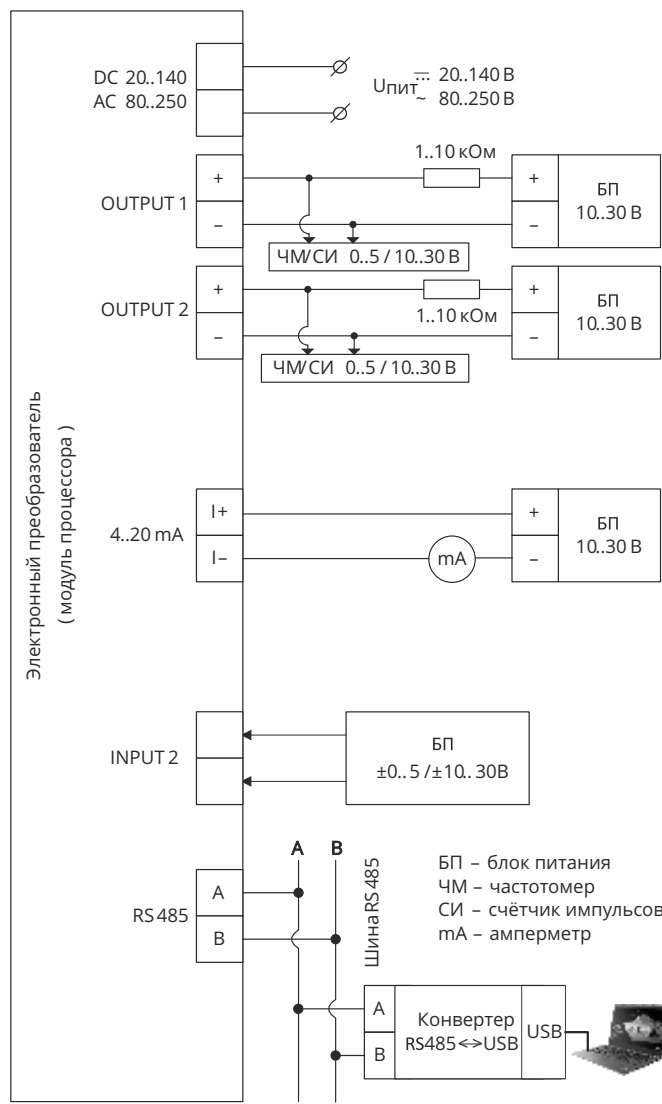 DC 20..140
AC 80..250
Uпит
⎓ 20..140 В
~ 80..250 В
1..10 кОм
OUTPUT 1
+
–
+
–
БП
10..30 В
ЧМ/СИ 0..5 / 10..30 В
OUTPUT 2
+
–
1..10 кОм
+
–
БП
10..30 В
ЧМ/СИ 0..5 / 10..30 В
Электронный преобразователь
( модуль процессора )
4..20 mA
I+
I–
mA
+
–
БП
10..30 В
INPUT 2
БП
±0..5 /±10.. 30В
A B
Шина RS 485
RS 485
A
B
БП – блок питания
ЧМ – частотомер
СИ – счётчик импульсов
mA – амперметр
A
B
Конвертер
RS485<=>USB
USB